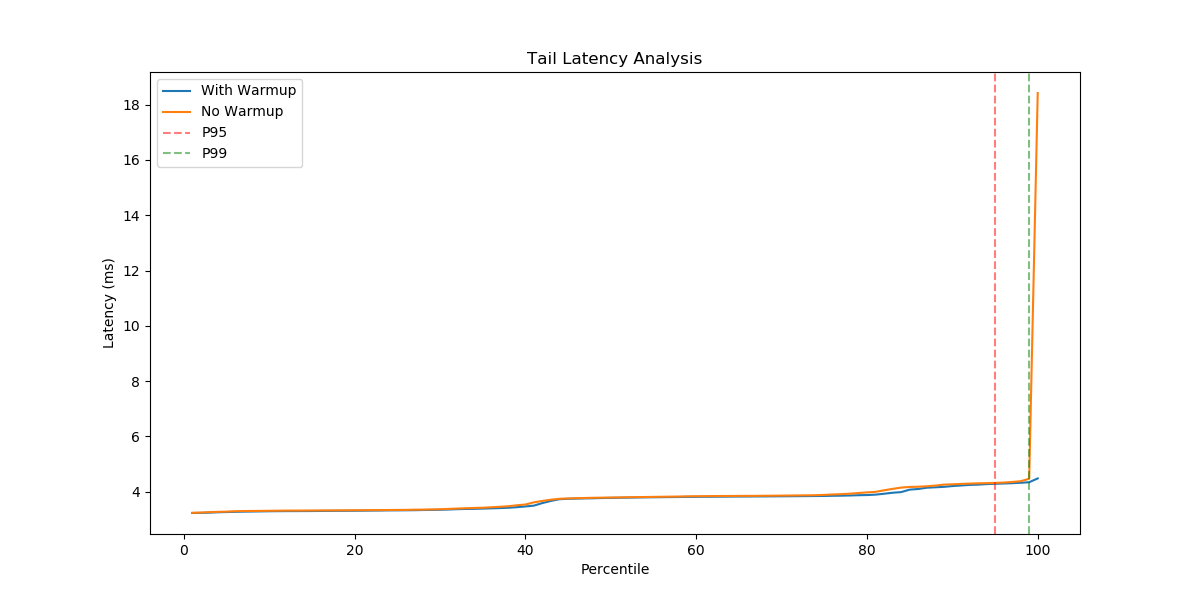 Tail Latency Analysis
With Warmup
No Warmup
P95
P99
18
16
14
12
10
8
6
4
Latency (ms)
0 20 40 60 80 100
Percentile